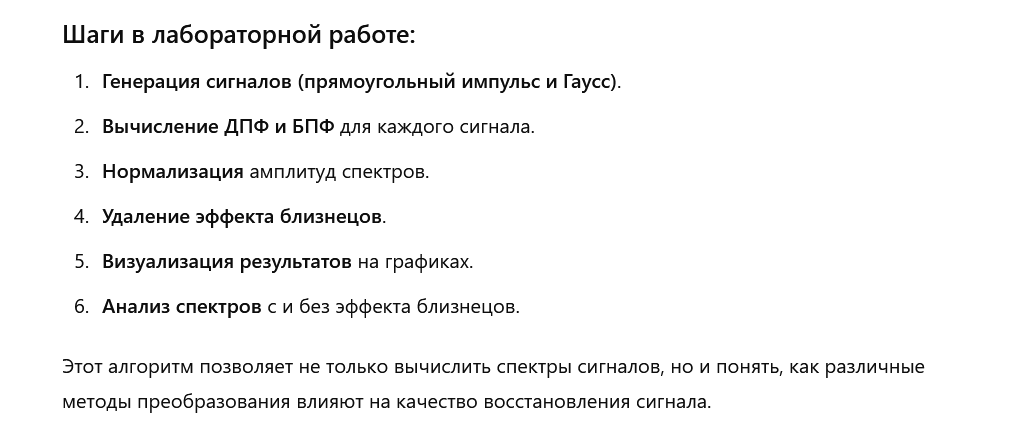 Шаги в лабораторной работе:
1. Генерация сигналов (прямоугольный импульс и Гаусс).
2. Вычисление ДПФ и БПФ для каждого сигнала.
3. Нормализация амплитуд спектров.
4. Удаление эффекта близнецов.
5. Визуализация результатов на графиках.
6. Анализ спектров с и без эффекта близнецов.
Этот алгоритм позволяет не только вычислить спектры сигналов, но и понять, как различные
методы преобразования влияют на качество восстановления сигнала.